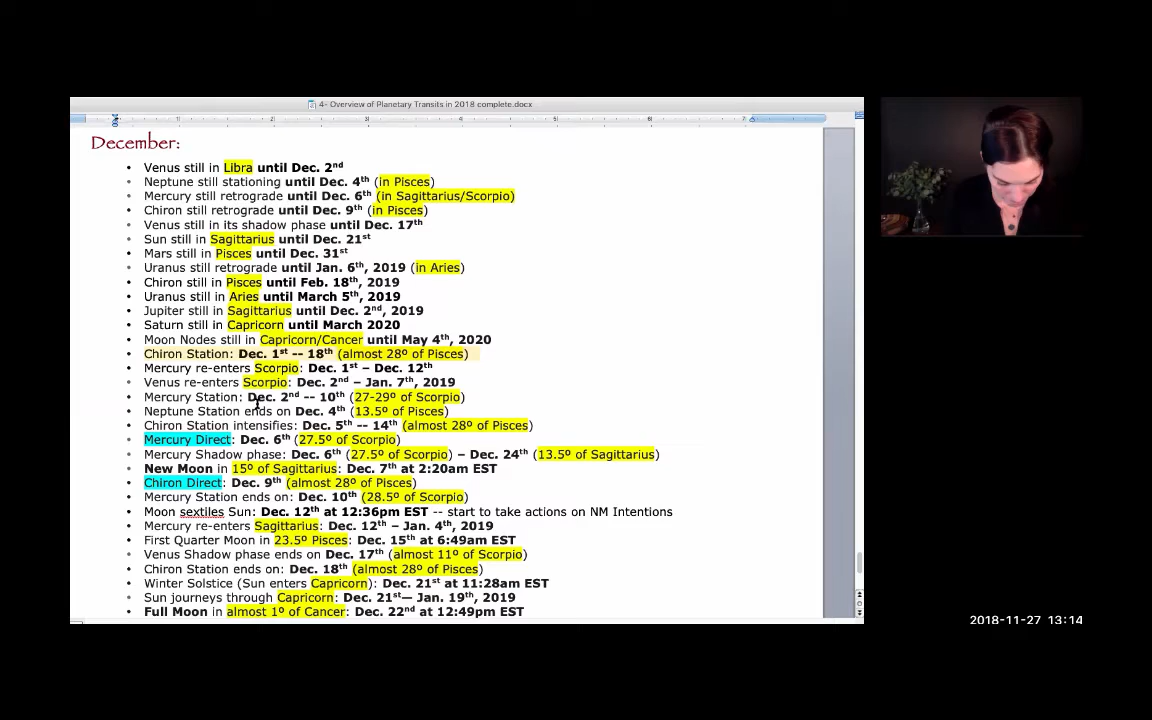 4- Overview of Planetary Transits in 2018 complete.docx
December:
• Venus still in Libra until Dec. 2nd
• Neptune still stationing until Dec. 4th (in Pisces)
• Mercury still retrograde until Dec. 6th (in Sagittarius/Scorpio)
• Chiron still retrograde until Dec. 9th (in Pisces)
• Venus still in its shadow phase until Dec. 17th
• Sun still in Sagittarius until Dec. 21st
• Mars still in Pisces until Dec. 31st
• Uranus still retrograde until Jan. 6th, 2019 (in Aries)
• Chiron still in Pisces until Feb. 18th, 2019
• Uranus still in Aries until March 5th, 2019
• Jupiter still in Sagittarius until Dec. 2nd, 2019
• Saturn still in Capricorn until March 2020
• Moon Nodes still in Capricorn/Cancer until May 4th, 2020
• Chiron Station: Dec. 1st -- 18th (almost 28º of Pisces)
• Mercury re-enters Scorpio: Dec. 1st – Dec. 12th
• Venus re-enters Scorpio: Dec. 2nd – Jan. 7th, 2019
• Mercury Station: Dec. 2nd -- 10th (27-29º of Scorpio)
• Neptune Station ends on Dec. 4th (13.5º of Pisces)
• Chiron Station intensifies: Dec. 5th -- 14th (almost 28º of Pisces)
• Mercury Direct: Dec. 6th (27.5º of Scorpio)
• Mercury Shadow phase: Dec. 6th (27.5º of Scorpio) – Dec. 24th (13.5º of Sagittarius)
• New Moon in 15º of Sagittarius: Dec. 7th at 2:20am EST
• Chiron Direct: Dec. 9th (almost 28º of Pisces)
• Mercury Station ends on: Dec. 10th (28.5º of Scorpio)
• Moon sextiles Sun: Dec. 12th at 12:36pm EST -- start to take actions on NM Intentions
• Mercury re-enters Sagittarius: Dec. 12th – Jan. 4th, 2019
• First Quarter Moon in 23.5º Pisces: Dec. 15th at 6:49am EST
• Venus Shadow phase ends on Dec. 17th (almost 11º of Scorpio)
• Chiron Station ends on: Dec. 18th (almost 28º of Pisces)
• Winter Solstice (Sun enters Capricorn): Dec. 21st at 11:28am EST
• Sun journeys through Capricorn: Dec. 21st— Jan. 19th, 2019
• Full Moon in almost 1º of Cancer: Dec. 22nd at 12:49pm EST
2018-11-27 13:14